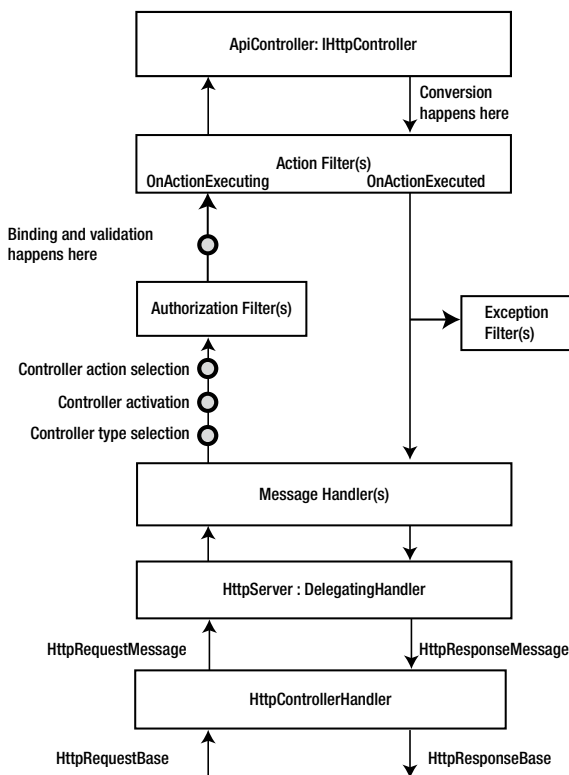 ApiController: IHttpController
Conversion
happens here
Action Filter(s)
OnActionExecuting
OnActionExecuted
Binding and validation
happens here
Authorization Filter(s)
Exception
Filter(s)
Controller action selection
Controller activation
Controller type selection
Message Handler(s)
HttpServer : DelegatingHandler
HttpRequestMessage
HttpResponseMessage
HttpControllerHandler
HttpRequestBase
HttpResponseBase